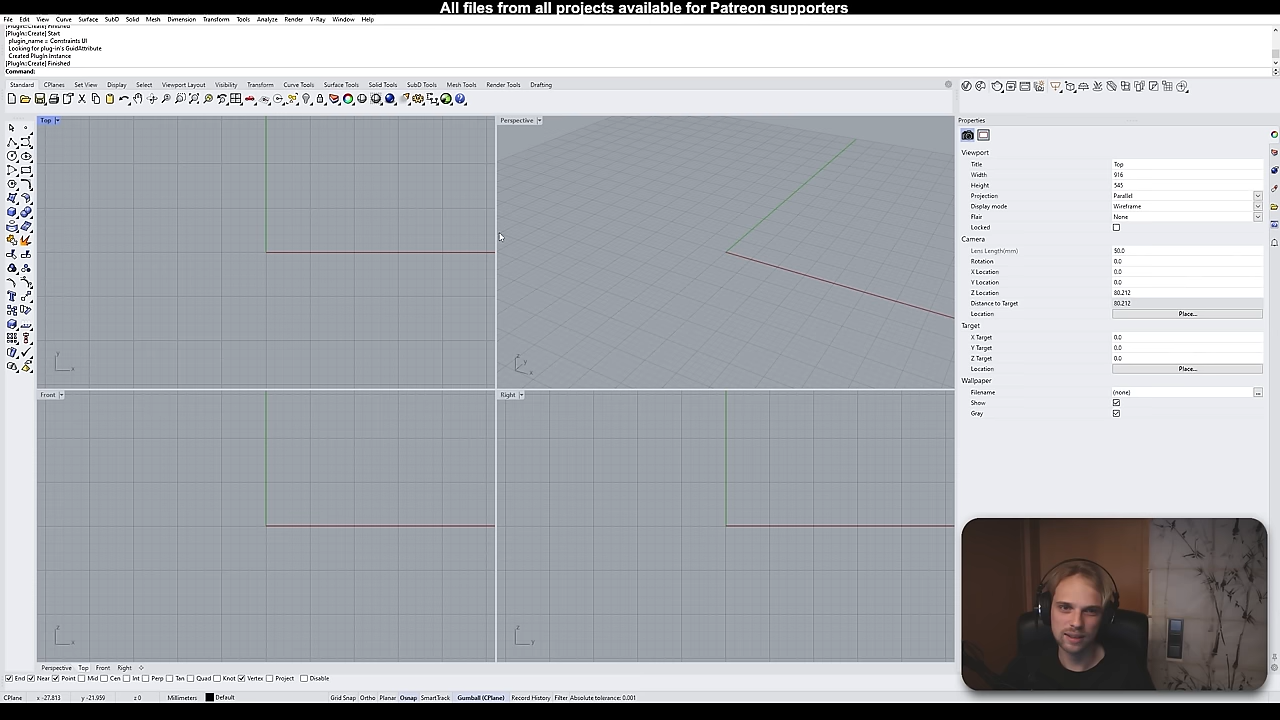 All files from all projects available for Patreon supporters
File Edit View Curve Surface SubD Solid Mesh Dimension Transform Tools Analyze Render V-Ray Window Help
[PlugIn::Create] Finished
[PlugIn::Create] Start
plugin_name = Constraints UI
Looking for plug-in's GuidAttribute
Created PlugIn Instance
[PlugIn::Create] Finished
Command:
Standard CPlanes Set View Display Select Viewport Layout Visibility Transform Curve Tools Surface Tools Solid Tools SubD Tools Mesh Tools Render Tools Drafting
Top
Perspective
Properties
Viewport
Title Top
Width 916
Height 545
Projection Parallel
Display mode Wireframe
Flair None
Locked
Camera
Lens Length(mm) 50.0
Rotation 0.0
X Location 0.0
Y Location 0.0
Z Location 80.212
Distance to Target 80.212
Location Place...
Target
X Target 0.0
Y Target 0.0
Z Target 0.0
Location Place...
Wallpaper
Filename (none) ...
Show
Gray
y x
z y x
Front
Right
z x
z y
Perspective Top Front Right
End Near Point Mid Cen Int Perp Tan Quad Knot Vertex Project Disable
CPlane x -27.813 y -21.959 z 0 Millimeters Default Grid Snap Ortho Planar Osnap SmartTrack Gumball (CPlane) Record History Filter Absolute tolerance: 0.001